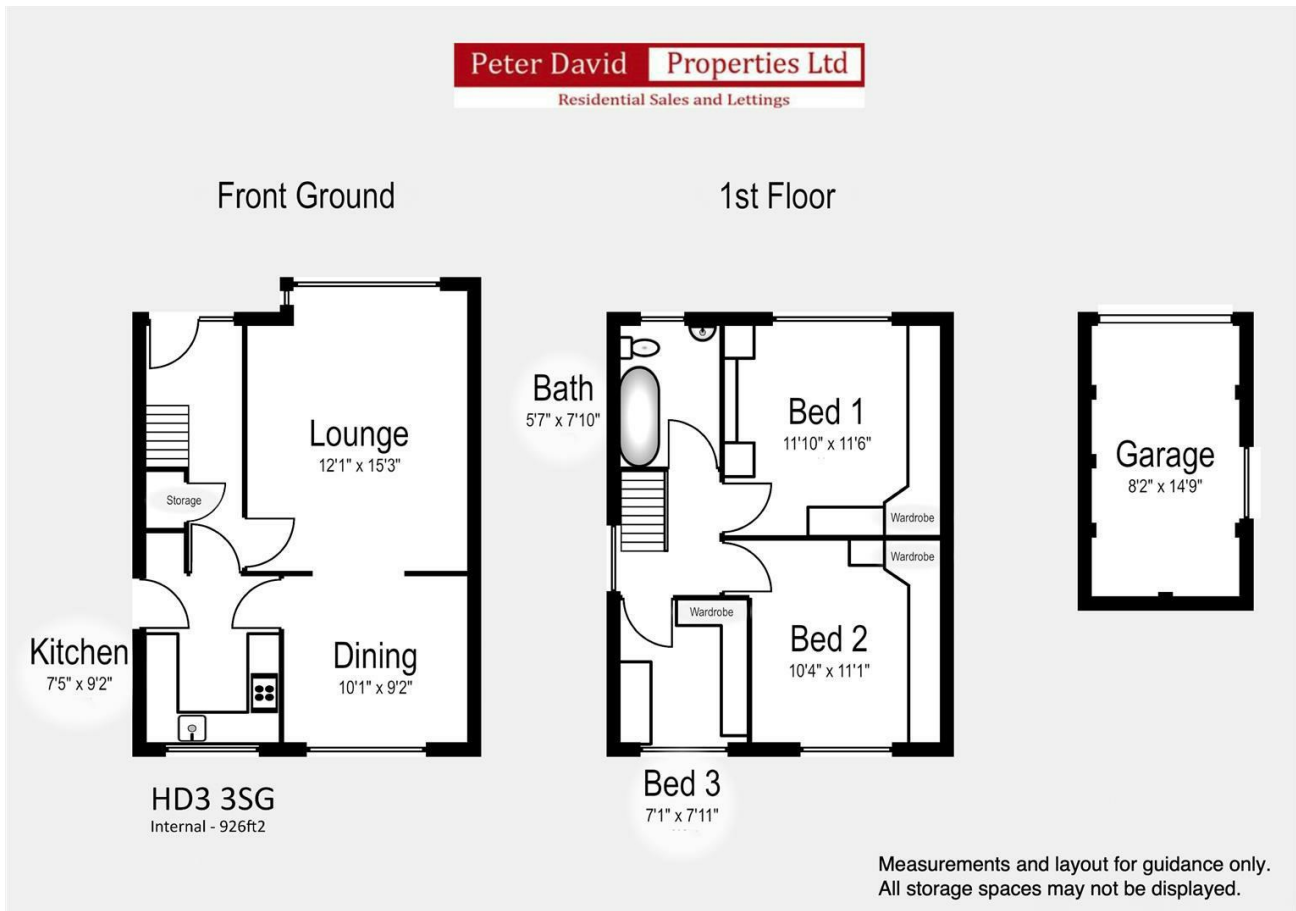 Peter David Properties Ltd
Residential Sales and Lettings
Front Ground
1st Floor
Lounge
12'1" x 15'3"
Storage
Kitchen
7'5" x 9'2"
Dining
10'1" x 9'2"
HD3 3SG
Internal - 926ft2
Bath
5'7" x 7'10"
Bed 1
11'10" x 11'6"
Wardrobe
Wardrobe
Wardrobe
Bed 2
10'4" x 11'1"
Bed 3
7'1" x 7'11"
Garage
8'2" x 14'9"
Measurements and layout for guidance only.
All storage spaces may not be displayed.